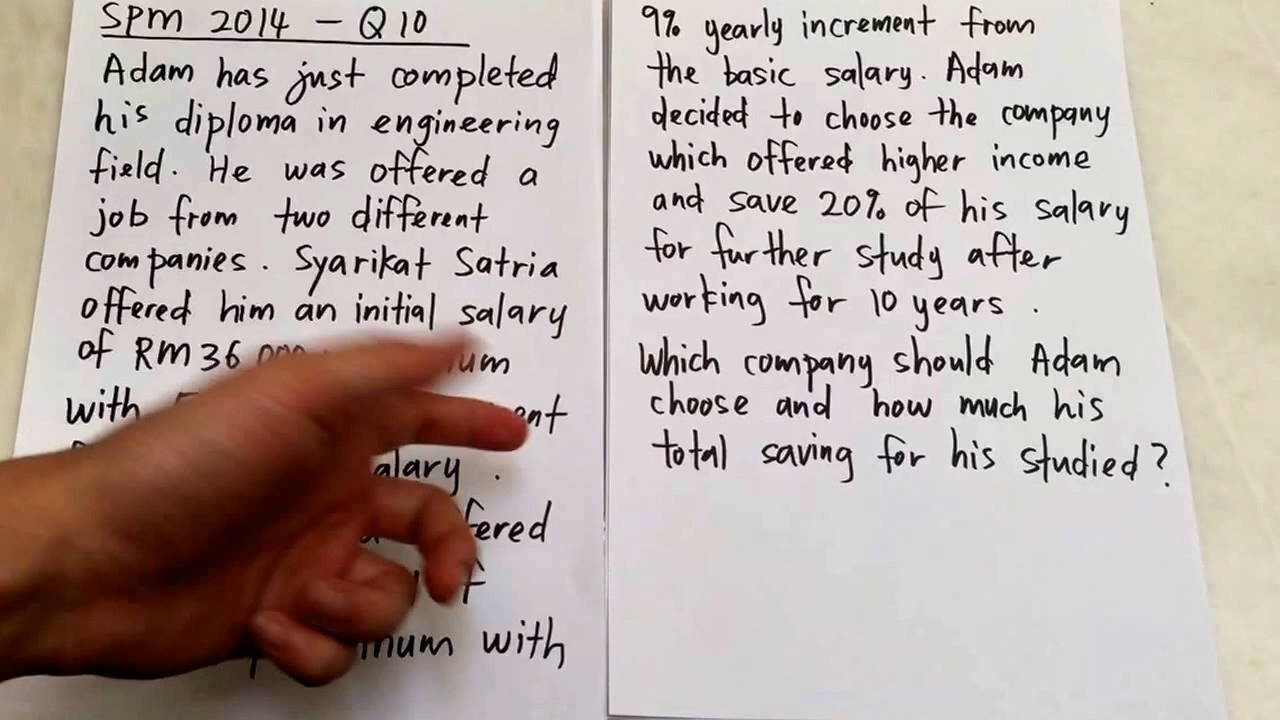 SPM 2014 – Q10
Adam has just completed
his diploma in engineering
field. He was offered a
job from two different
companies. Syarikat Satria
offered him an initial salary
of RM36
with
salary.
with
9% yearly increment from
the basic salary. Adam
decided to choose the company
which offered higher income
and save 20% of his salary
for further study after
working for 10 years.
Which company should Adam
choose and how much his
total saving for his studied?